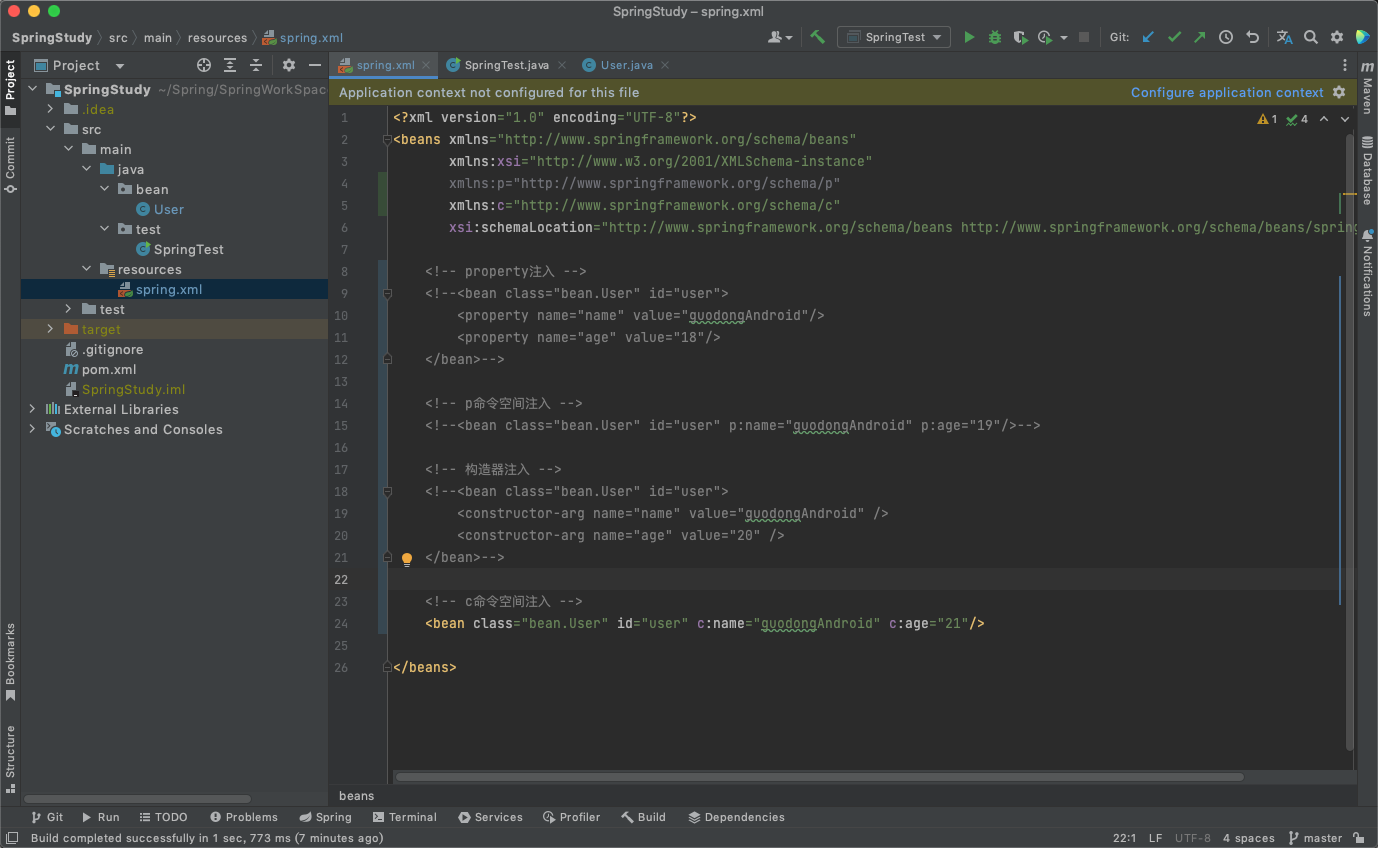 SpringStudy – spring.xml
SpringStudy src main resources spring.xml
SpringTest Git:
Project
spring.xml SpringTest.java User.java
Application context not configured for this file Configure application context
SpringStudy ~/Spring/SpringWorkSpac
.idea
src
main
java
bean
User
test
SpringTest
resources
spring.xml
test
target
.gitignore
pom.xml
SpringStudy.iml
External Libraries
Scratches and Consoles
1 4
1 <?xml version="1.0" encoding="UTF-8"?>
2 <beans xmlns="http://www.springframework.org/schema/beans"
3 xmlns:xsi="http://www.w3.org/2001/XMLSchema-instance"
4 xmlns:p="http://www.springframework.org/schema/p"
5 xmlns:c="http://www.springframework.org/schema/c"
6 xsi:schemaLocation="http://www.springframework.org/schema/beans http://www.springframework.org/schema/beans/spring
7
8 <!-- property注入 -->
9 <!--<bean class="bean.User" id="user">
10 <property name="name" value="guodongAndroid"/>
11 <property name="age" value="18"/>
12 </bean>-->
13
14 <!-- p命令空间注入 -->
15 <!--<bean class="bean.User" id="user" p:name="guodongAndroid" p:age="19"/>-->
16
17 <!-- 构造器注入 -->
18 <!--<bean class="bean.User" id="user">
19 <constructor-arg name="name" value="guodongAndroid" />
20 <constructor-arg name="age" value="20" />
21 </bean>-->
22
23 <!-- c命令空间注入 -->
24 <bean class="bean.User" id="user" c:name="guodongAndroid" c:age="21"/>
25
26 </beans>
beans
Project
Commit
Bookmarks
Structure
Maven
Database
Notifications
Git Run TODO Problems Spring Terminal Services Profiler Build Dependencies
Build completed successfully in 1 sec, 773 ms (7 minutes ago) 22:1 LF UTF-8 4 spaces master